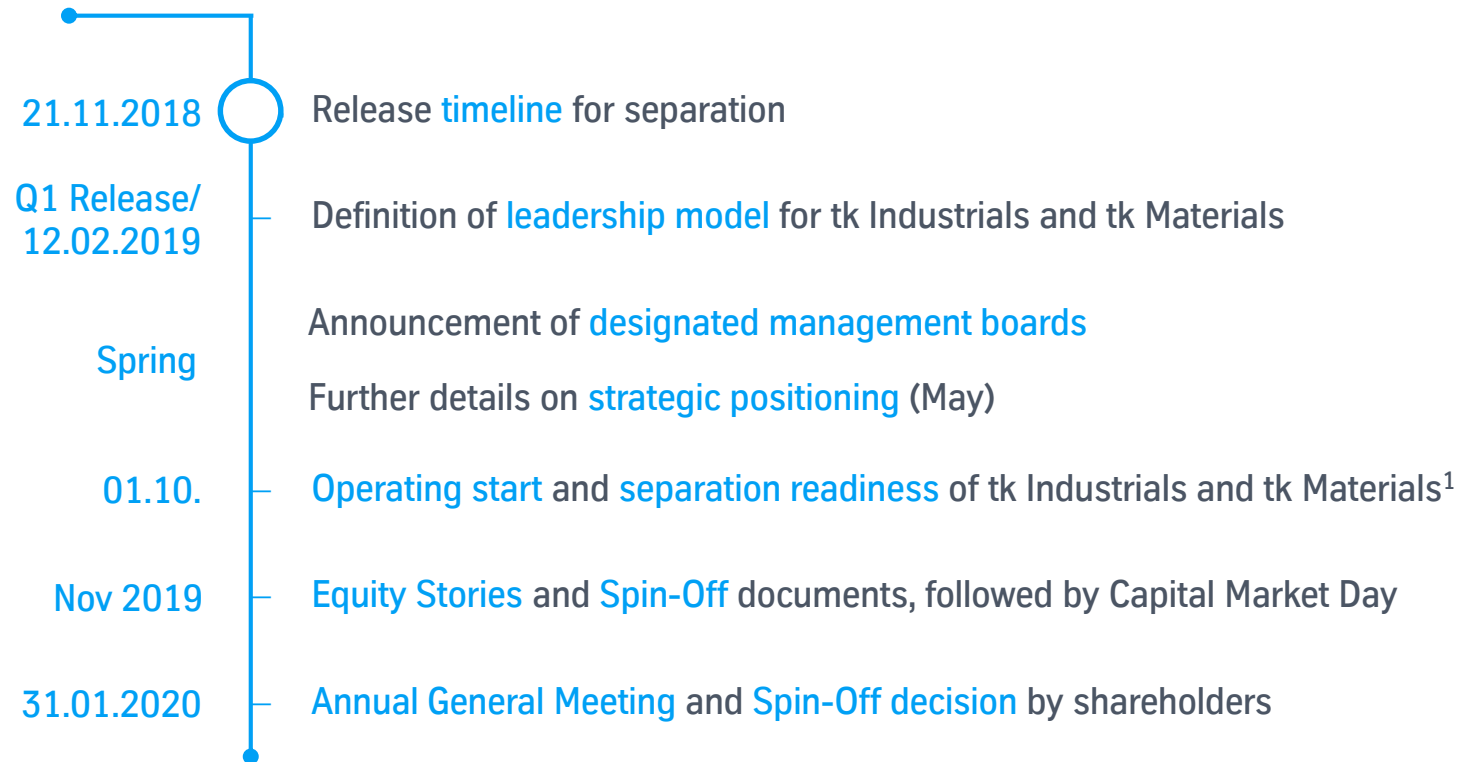 21.11.2018 Release timeline for separation
Q1 Release/
12.02.2019
Definition of leadership model for tk Industrials and tk Materials
Spring
Announcement of designated management boards
Further details on strategic positioning (May)
01.10. Operating start and separation readiness of tk Industrials and tk Materials¹
Nov 2019 Equity Stories and Spin-Off documents, followed by Capital Market Day
31.01.2020 Annual General Meeting and Spin-Off decision by shareholders